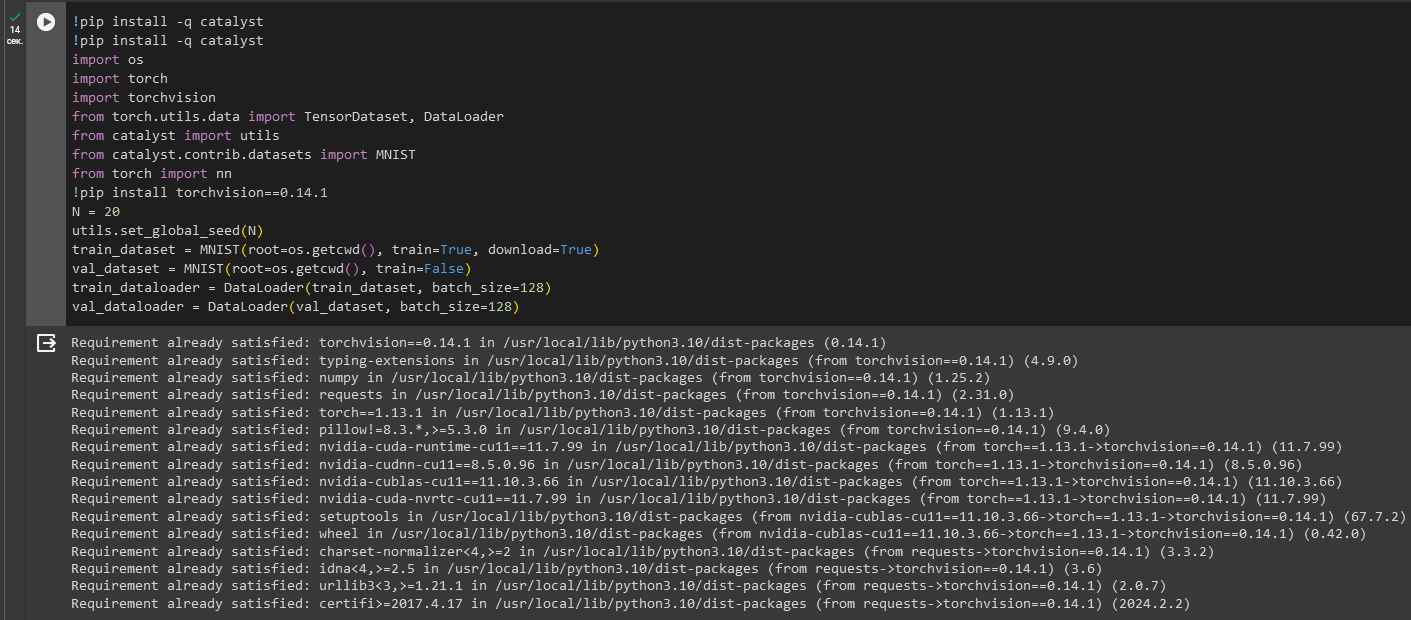 14
сек.
!pip install -q catalyst
!pip install -q catalyst
import os
import torch
import torchvision
from torch.utils.data import TensorDataset, DataLoader
from catalyst import utils
from catalyst.contrib.datasets import MNIST
from torch import nn
!pip install torchvision==0.14.1
N = 20
utils.set_global_seed(N)
train_dataset = MNIST(root=os.getcwd(), train=True, download=True)
val_dataset = MNIST(root=os.getcwd(), train=False)
train_dataloader = DataLoader(train_dataset, batch_size=128)
val_dataloader = DataLoader(val_dataset, batch_size=128)
Requirement already satisfied: torchvision==0.14.1 in /usr/local/lib/python3.10/dist-packages (0.14.1)
Requirement already satisfied: typing-extensions in /usr/local/lib/python3.10/dist-packages (from torchvision==0.14.1) (4.9.0)
Requirement already satisfied: numpy in /usr/local/lib/python3.10/dist-packages (from torchvision==0.14.1) (1.25.2)
Requirement already satisfied: requests in /usr/local/lib/python3.10/dist-packages (from torchvision==0.14.1) (2.31.0)
Requirement already satisfied: torch==1.13.1 in /usr/local/lib/python3.10/dist-packages (from torchvision==0.14.1) (1.13.1)
Requirement already satisfied: pillow!=8.3.*,>=5.3.0 in /usr/local/lib/python3.10/dist-packages (from torchvision==0.14.1) (9.4.0)
Requirement already satisfied: nvidia-cuda-runtime-cu11==11.7.99 in /usr/local/lib/python3.10/dist-packages (from torch==1.13.1->torchvision==0.14.1) (11.7.99)
Requirement already satisfied: nvidia-cudnn-cu11==8.5.0.96 in /usr/local/lib/python3.10/dist-packages (from torch==1.13.1->torchvision==0.14.1) (8.5.0.96)
Requirement already satisfied: nvidia-cublas-cu11==11.10.3.66 in /usr/local/lib/python3.10/dist-packages (from torch==1.13.1->torchvision==0.14.1) (11.10.3.66)
Requirement already satisfied: nvidia-cuda-nvrtc-cu11==11.7.99 in /usr/local/lib/python3.10/dist-packages (from torch==1.13.1->torchvision==0.14.1) (11.7.99)
Requirement already satisfied: setuptools in /usr/local/lib/python3.10/dist-packages (from nvidia-cublas-cu11==11.10.3.66->torch==1.13.1->torchvision==0.14.1) (67.7.2)
Requirement already satisfied: wheel in /usr/local/lib/python3.10/dist-packages (from nvidia-cublas-cu11==11.10.3.66->torch==1.13.1->torchvision==0.14.1) (0.42.0)
Requirement already satisfied: charset-normalizer<4,>=2 in /usr/local/lib/python3.10/dist-packages (from requests->torchvision==0.14.1) (3.3.2)
Requirement already satisfied: idna<4,>=2.5 in /usr/local/lib/python3.10/dist-packages (from requests->torchvision==0.14.1) (3.6)
Requirement already satisfied: urllib3<3,>=1.21.1 in /usr/local/lib/python3.10/dist-packages (from requests->torchvision==0.14.1) (2.0.7)
Requirement already satisfied: certifi>=2017.4.17 in /usr/local/lib/python3.10/dist-packages (from requests->torchvision==0.14.1) (2024.2.2)